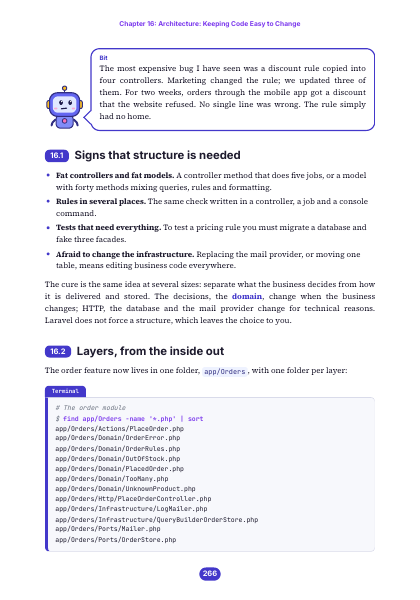 Chapter 16: Architecture: Keeping Code Easy to Change
Bit
The most expensive bug I have seen was a discount rule copied into
four controllers. Marketing changed the rule; we updated three of
them. For two weeks, orders through the mobile app got a discount
that the website refused. No single line was wrong. The rule simply
had no home.
16.1 Signs that structure is needed
• Fat controllers and fat models. A controller method that does five jobs, or a model
with forty methods mixing queries, rules and formatting.
• Rules in several places. The same check written in a controller, a job and a console
command.
• Tests that need everything. To test a pricing rule you must migrate a database and
fake three facades.
• Afraid to change the infrastructure. Replacing the mail provider, or moving one
table, means editing business code everywhere.
The cure is the same idea at several sizes: separate what the business decides from how
it is delivered and stored. The decisions, the domain, change when the business
changes; HTTP, the database and the mail provider change for technical reasons.
Laravel does not force a structure, which leaves the choice to you.
16.2 Layers, from the inside out
The order feature now lives in one folder, app/Orders, with one folder per layer:
Terminal
# The order module
$ find app/Orders -name '*.php' | sort
app/Orders/Actions/PlaceOrder.php
app/Orders/Domain/OrderError.php
app/Orders/Domain/OrderRules.php
app/Orders/Domain/OutOfStock.php
app/Orders/Domain/PlacedOrder.php
app/Orders/Domain/TooMany.php
app/Orders/Domain/UnknownProduct.php
app/Orders/Http/PlaceOrderController.php
app/Orders/Infrastructure/LogMailer.php
app/Orders/Infrastructure/QueryBuilderOrderStore.php
app/Orders/Ports/Mailer.php
app/Orders/Ports/OrderStore.php
266